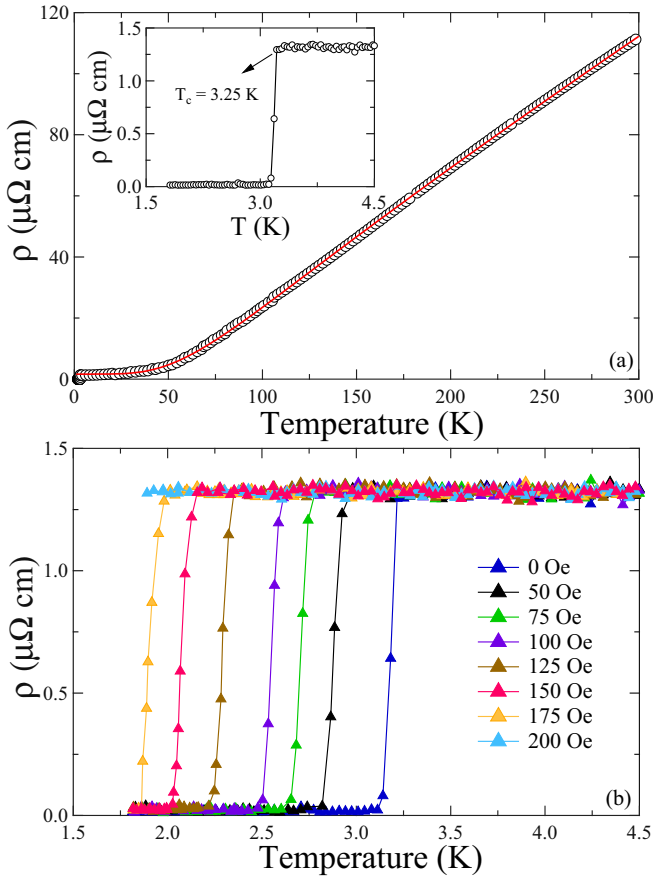 120
80
40
0
ρ (μΩ cm)
1.5
1.0
0.5
0.0
ρ (μΩ cm)
T_c = 3.25 K
1.5 3.0 4.5
T (K)
(a)
0 50 100 150 200 250 300
Temperature (K)
1.5
1.0
0.5
0.0
ρ (μΩ cm)
0 Oe
50 Oe
75 Oe
100 Oe
125 Oe
150 Oe
175 Oe
200 Oe
(b)
1.5 2.0 2.5 3.0 3.5 4.0 4.5
Temperature (K)